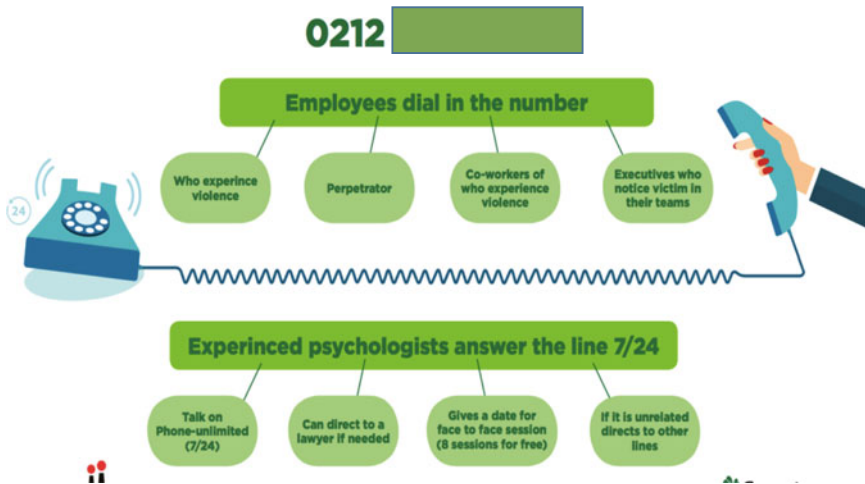 0212
Employees dial in the number
Who experince
violence
Perpetrator
Co-workers of
who experience
violence
Executives who
notice victim in
their teams
24
Experinced psychologists answer the line 7/24
Talk on
Phone-unlimited
(7/24)
Can direct to a
lawyer if needed
Gives a date for
face to face session
(8 sessions for free)
If it is unrelated
directs to other
lines